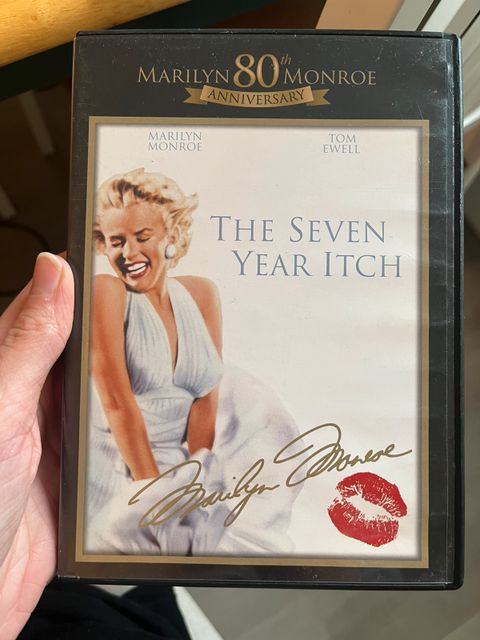 MARILYN 80th MONROE
ANNIVERSARY
MARILYN MONROE
TOM EWELL
THE SEVEN YEAR ITCH
Marilyn Monroe